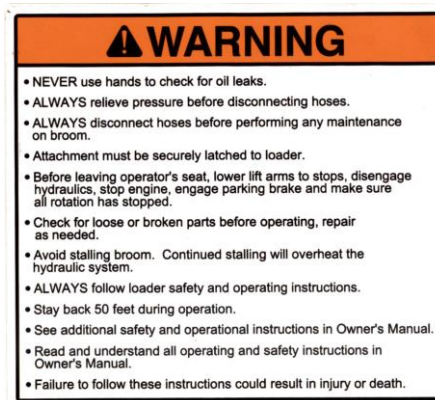 WARNING
• NEVER use hands to check for oil leaks.
• ALWAYS relieve pressure before disconnecting hoses.
• ALWAYS disconnect hoses before performing any maintenance
on broom.
• Attachment must be securely latched to loader.
• Before leaving operator's seat, lower lift arms to stops, disengage
hydraulics, stop engine, engage parking brake and make sure
all rotation has stopped.
• Check for loose or broken parts before operating, repair
as needed.
• Avoid stalling broom. Continued stalling will overheat the
hydraulic system.
• ALWAYS follow loader safety and operating instructions.
• Stay back 50 feet during operation.
• See additional safety and operational instructions in Owner's Manual.
• Read and understand all operating and safety instructions in
Owner's Manual.
• Failure to follow these instructions could result in injury or death.